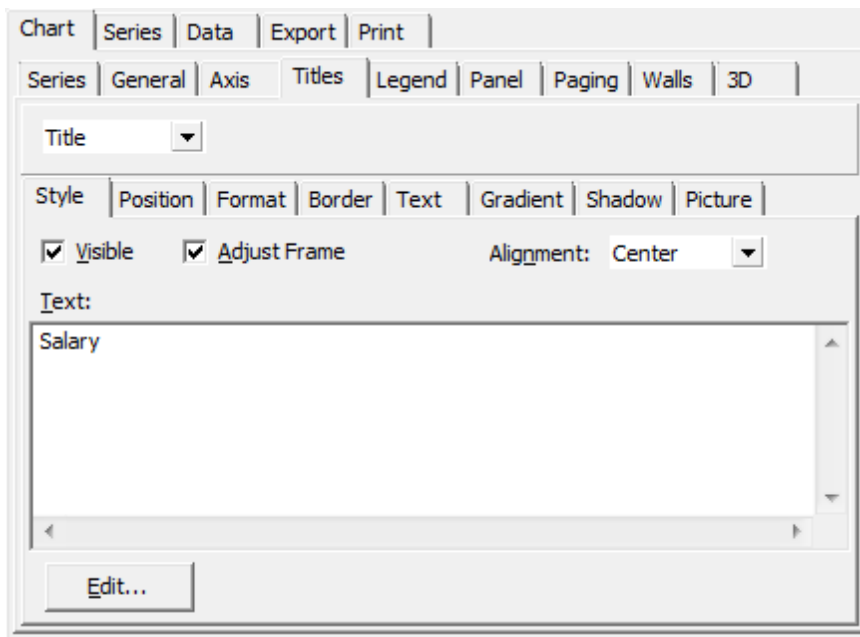 Chart Series Data Export Print
Series General Axis Titles Legend Panel Paging Walls 3D
Title
Style Position Format Border Text Gradient Shadow Picture
Visible Adjust Frame Alignment: Center
Text:
Salary
Edit...